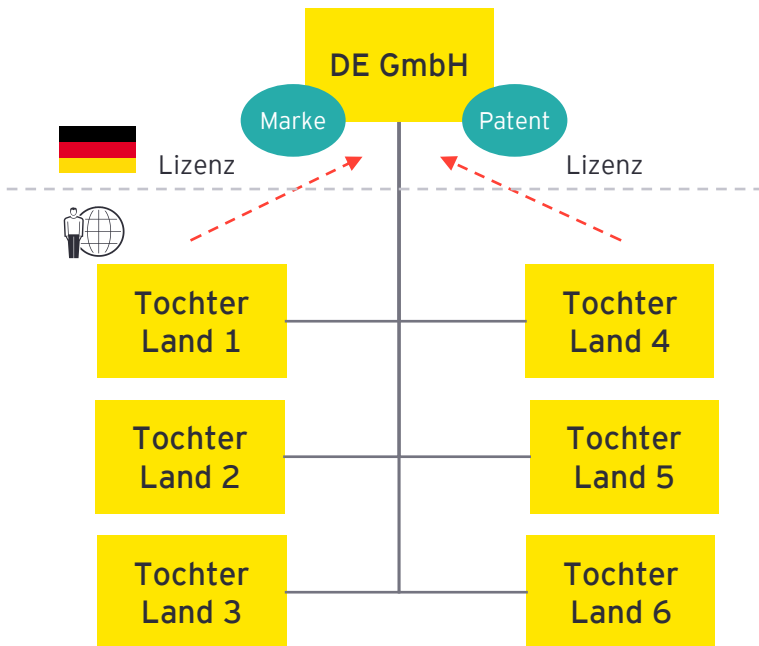 DE GmbH
Marke
Patent
Lizenz
Lizenz
Tochter
Land 1
Tochter
Land 4
Tochter
Land 2
Tochter
Land 5
Tochter
Land 3
Tochter
Land 6